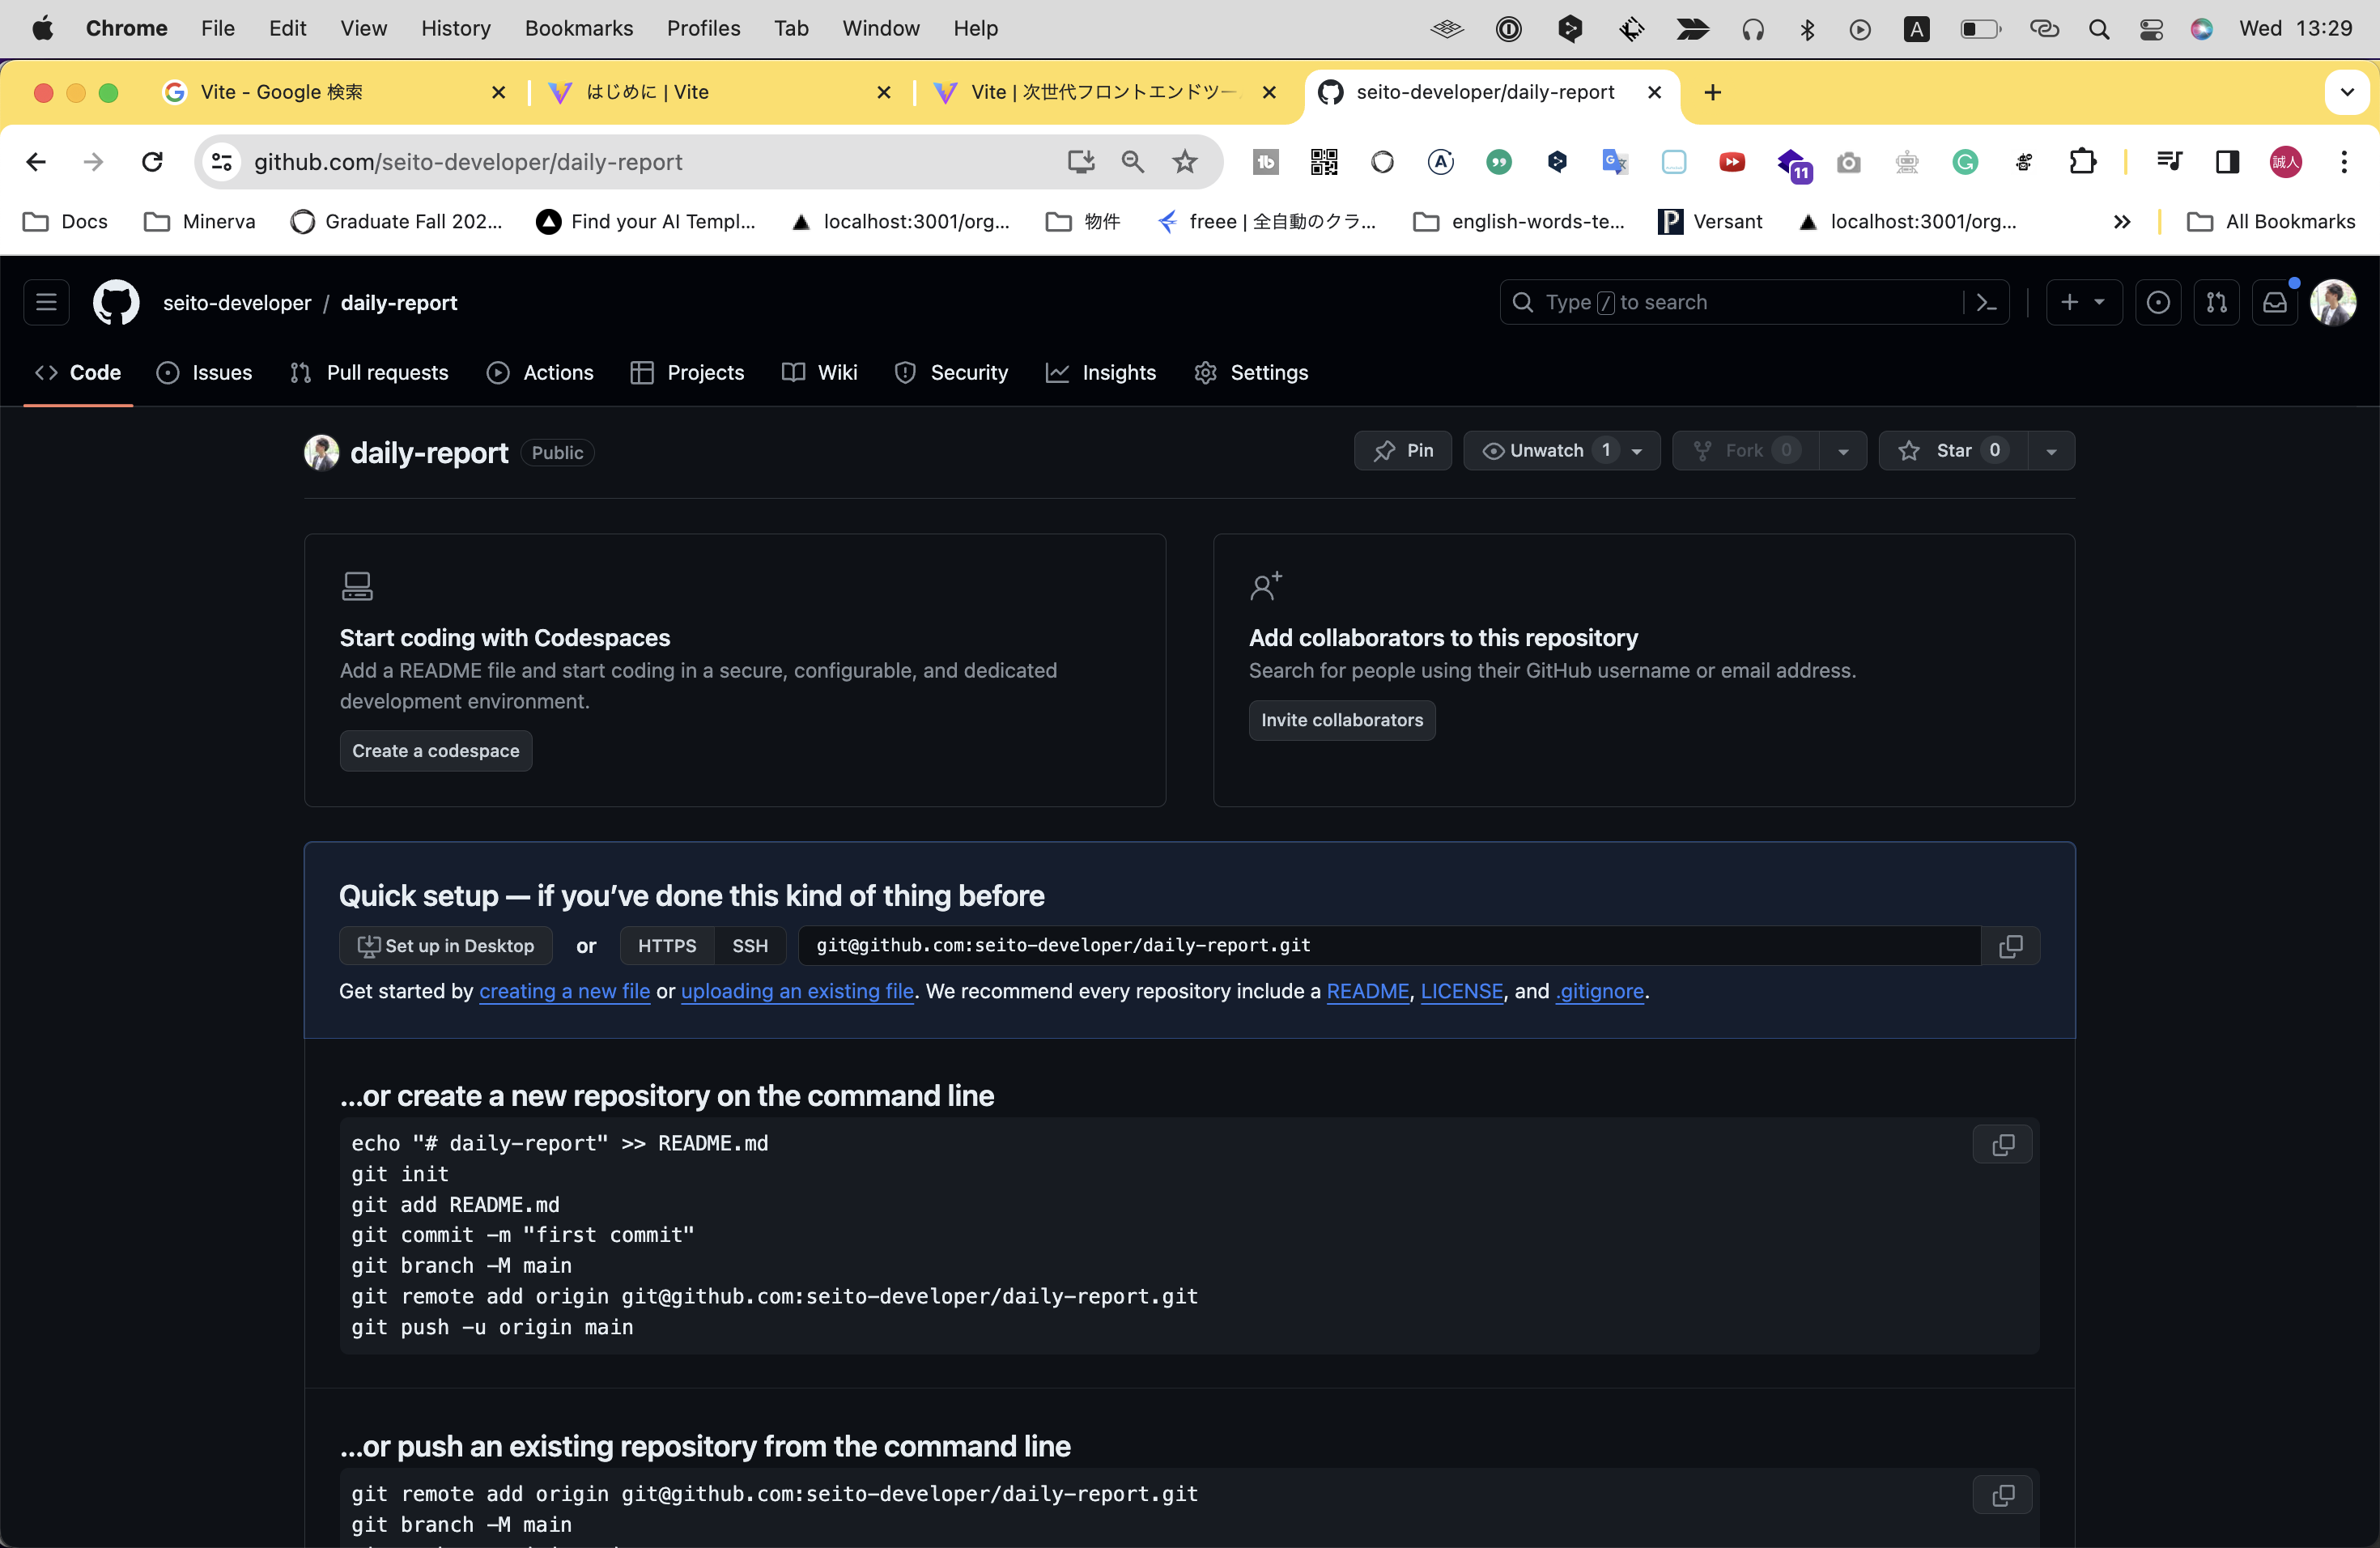 Chrome File Edit View History Bookmarks Profiles Tab Window Help A Wed 13:29
Vite - Google 検索 はじめに | Vite Vite | 次世代フロントエンドツー seito-developer/daily-report
github.com/seito-developer/daily-report 11 誠人
Docs Minerva Graduate Fall 202... Find your AI Templ... localhost:3001/org... 物件 freee | 全自動のクラ... english-words-te... Versant localhost:3001/org... All Bookmarks
seito-developer / daily-report Type / to search
Code Issues Pull requests Actions Projects Wiki Security Insights Settings
daily-report Public Pin Unwatch 1 Fork 0 Star 0
Start coding with Codespaces
Add a README file and start coding in a secure, configurable, and dedicated
development environment.
Create a codespace
Add collaborators to this repository
Search for people using their GitHub username or email address.
Invite collaborators
Quick setup — if you’ve done this kind of thing before
Set up in Desktop or HTTPS SSH git@github.com:seito-developer/daily-report.git
Get started by creating a new file or uploading an existing file. We recommend every repository include a README, LICENSE, and .gitignore.
…or create a new repository on the command line
echo "# daily-report" >> README.md
git init
git add README.md
git commit -m "first commit"
git branch -M main
git remote add origin git@github.com:seito-developer/daily-report.git
git push -u origin main
…or push an existing repository from the command line
git remote add origin git@github.com:seito-developer/daily-report.git
git branch -M main